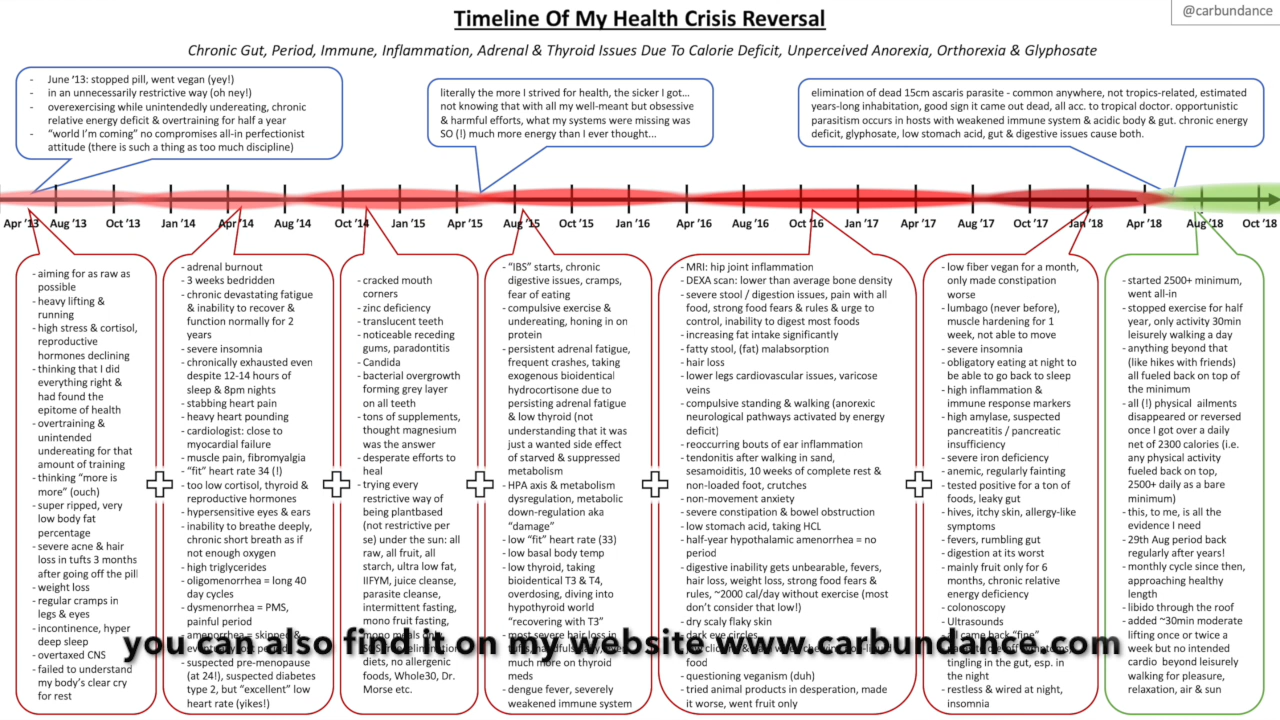 @carbundance
Timeline Of My Health Crisis Reversal
Chronic Gut, Period, Immune, Inflammation, Adrenal & Thyroid Issues Due To Calorie Deficit, Unperceived Anorexia, Orthorexia & Glyphosate
- June '13: stopped pill, went vegan (yey!)
- in an unnecessarily restrictive way (oh ney!)
- overexercising while unintendedly undereating, chronic
relative energy deficit & overtraining for half a year
- “world I'm coming” no compromises all-in perfectionist
attitude (there is such a thing as too much discipline)
literally the more I strived for health, the sicker I got...
not knowing that with all my well-meant but obsessive
& harmful efforts, what my systems were missing was
SO (!) much more energy than I ever thought...
elimination of dead 15cm ascaris parasite - common anywhere, not tropics-related, estimated
years-long inhabitation, good sign it came out dead, all acc. to tropical doctor. opportunistic
parasitism occurs in hosts with weakened immune system & acidic body & gut. chronic energy
deficit, glyphosate, low stomach acid, gut & digestive issues cause both.
Apr '13 Aug '13 Oct '13 Jan '14 Apr '14 Aug '14 Oct '14 Jan '15 Apr '15 Aug '15 Oct '15 Jan '16 Apr '16 Aug '16 Oct '16 Jan '17 Apr '17 Aug '17 Oct '17 Jan '18 Apr '18 Aug '18 Oct '18
- aiming for as raw as
possible
- heavy lifting &
running
- high stress & cortisol,
reproductive
hormones declining
- thinking that I did
everything right &
had found the
epitome of health
- overtraining &
unintended
undereating for that
amount of training
- thinking “more is
more” (ouch)
- super ripped, very
low body fat
percentage
- severe acne & hair
loss in tufts 3 months
after going off the pill
- weight loss
- regular cramps in
legs & eyes
- incontinence, hyper
deep sleep
- overtaxed CNS
- failed to understand
my body's clear cry
for rest
- adrenal burnout
- 3 weeks bedridden
- chronic devastating fatigue
& inability to recover &
function normally for 2
years
- severe insomnia
- chronically exhausted even
despite 12-14 hours of
sleep & 8pm nights
- stabbing heart pain
- heavy heart pounding
- cardiologist: close to
myocardial failure
- muscle pain, fibromyalgia
- “fit” heart rate 34 (!)
- too low cortisol, thyroid &
reproductive hormones
- hypersensitive eyes & ears
- inability to breathe deeply,
chronic short breath as if
not enough oxygen
- high triglycerides
- oligomenorrhea = long 40
day cycles
- dysmenorrhea = PMS,
painful period
- amenorrhea = skipped &
period
- suspected pre-menopause
(at 24!), suspected diabetes
type 2, but “excellent” low
heart rate (yikes!)
- cracked mouth
corners
- zinc deficiency
- translucent teeth
- noticeable receding
gums, paradontitis
- Candida
- bacterial overgrowth
forming grey layer
on all teeth
- tons of supplements,
thought magnesium
was the answer
- desperate efforts to
heal
- trying every
restrictive way of
being plantbased
(not restrictive per
se) under the sun: all
raw, all fruit, all
starch, ultra low fat,
IIFYM, juice cleanse,
parasite cleanse,
intermittent fasting,
mono fruit fasting,
mono meals only,
diets, no allergenic
foods, Whole30, Dr.
Morse etc.
- “IBS” starts, chronic
digestive issues, cramps,
fear of eating
- compulsive exercise &
undereating, honing in on
protein
- persistent adrenal fatigue,
frequent crashes, taking
exogenous bioidentical
hydrocortisone due to
persisting adrenal fatigue
& low thyroid (not
understanding that it was
just a wanted side effect
of starved & suppressed
metabolism
- HPA axis & metabolism
dysregulation, metabolic
down-regulation aka
“damage”
- low “fit” heart rate (33)
- low basal body temp
- low thyroid, taking
bioidentical T3 & T4,
overdosing, diving into
hypothyroid world
“recovering with T3”
- most severe hair loss in
much more on thyroid
meds
- dengue fever, severely
weakened immune system
- MRI: hip joint inflammation
- DEXA scan: lower than average bone density
- severe stool / digestion issues, pain with all
food, strong food fears & rules & urge to
control, inability to digest most foods
- increasing fat intake significantly
- fatty stool, (fat) malabsorption
- hair loss
- lower legs cardiovascular issues, varicose
veins
- compulsive standing & walking (anorexic
neurological pathways activated by energy
deficit)
- reoccurring bouts of ear inflammation
- tendonitis after walking in sand,
sesamoiditis, 10 weeks of complete rest &
non-loaded foot, crutches
- non-movement anxiety
- severe constipation & bowel obstruction
- low stomach acid, taking HCL
- half-year hypothalamic amenorrhea = no
period
- digestive inability gets unbearable, fevers,
hair loss, weight loss, strong food fears &
rules, ~2000 cal/day without exercise (most
don't consider that low!)
- dry scaly flaky skin
- dark eye circles
food
- questioning veganism (duh)
- tried animal products in desperation, made
it worse, went fruit only
- low fiber vegan for a month,
only made constipation
worse
- lumbago (never before),
muscle hardening for 1
week, not able to move
- severe insomnia
- obligatory eating at night to
be able to go back to sleep
- high inflammation &
immune response markers
- high amylase, suspected
pancreatitis / pancreatic
insufficiency
- severe iron deficiency
- anemic, regularly fainting
- tested positive for a ton of
foods, leaky gut
- hives, itchy skin, allergy-like
symptoms
- fevers, rumbling gut
- digestion at its worst
- mainly fruit only for 6
months, chronic relative
energy deficiency
- colonoscopy
- Ultrasounds
- all came back “fine”
symptoms,
tingling in the gut, esp. in
the night
- restless & wired at night,
insomnia
- started 2500+ minimum,
went all-in
- stopped exercise for half
year, only activity 30min
leisurely walking a day
- anything beyond that
(like hikes with friends)
all fueled back on top of
the minimum
- all (!) physical ailments
disappeared or reversed
once I got over a daily
net of 2300 calories (i.e.
any physical activity
fueled back on top,
2500+ daily as a bare
minimum)
- this, to me, is all the
evidence I need
- 29th Aug period back
regularly after years!
- monthly cycle since then,
approaching healthy
length
- libido through the roof
- added ~30min moderate
lifting once or twice a
week but no intended
cardio beyond leisurely
walking for pleasure,
relaxation, air & sun
you can also find it on my website www.carbundance.com